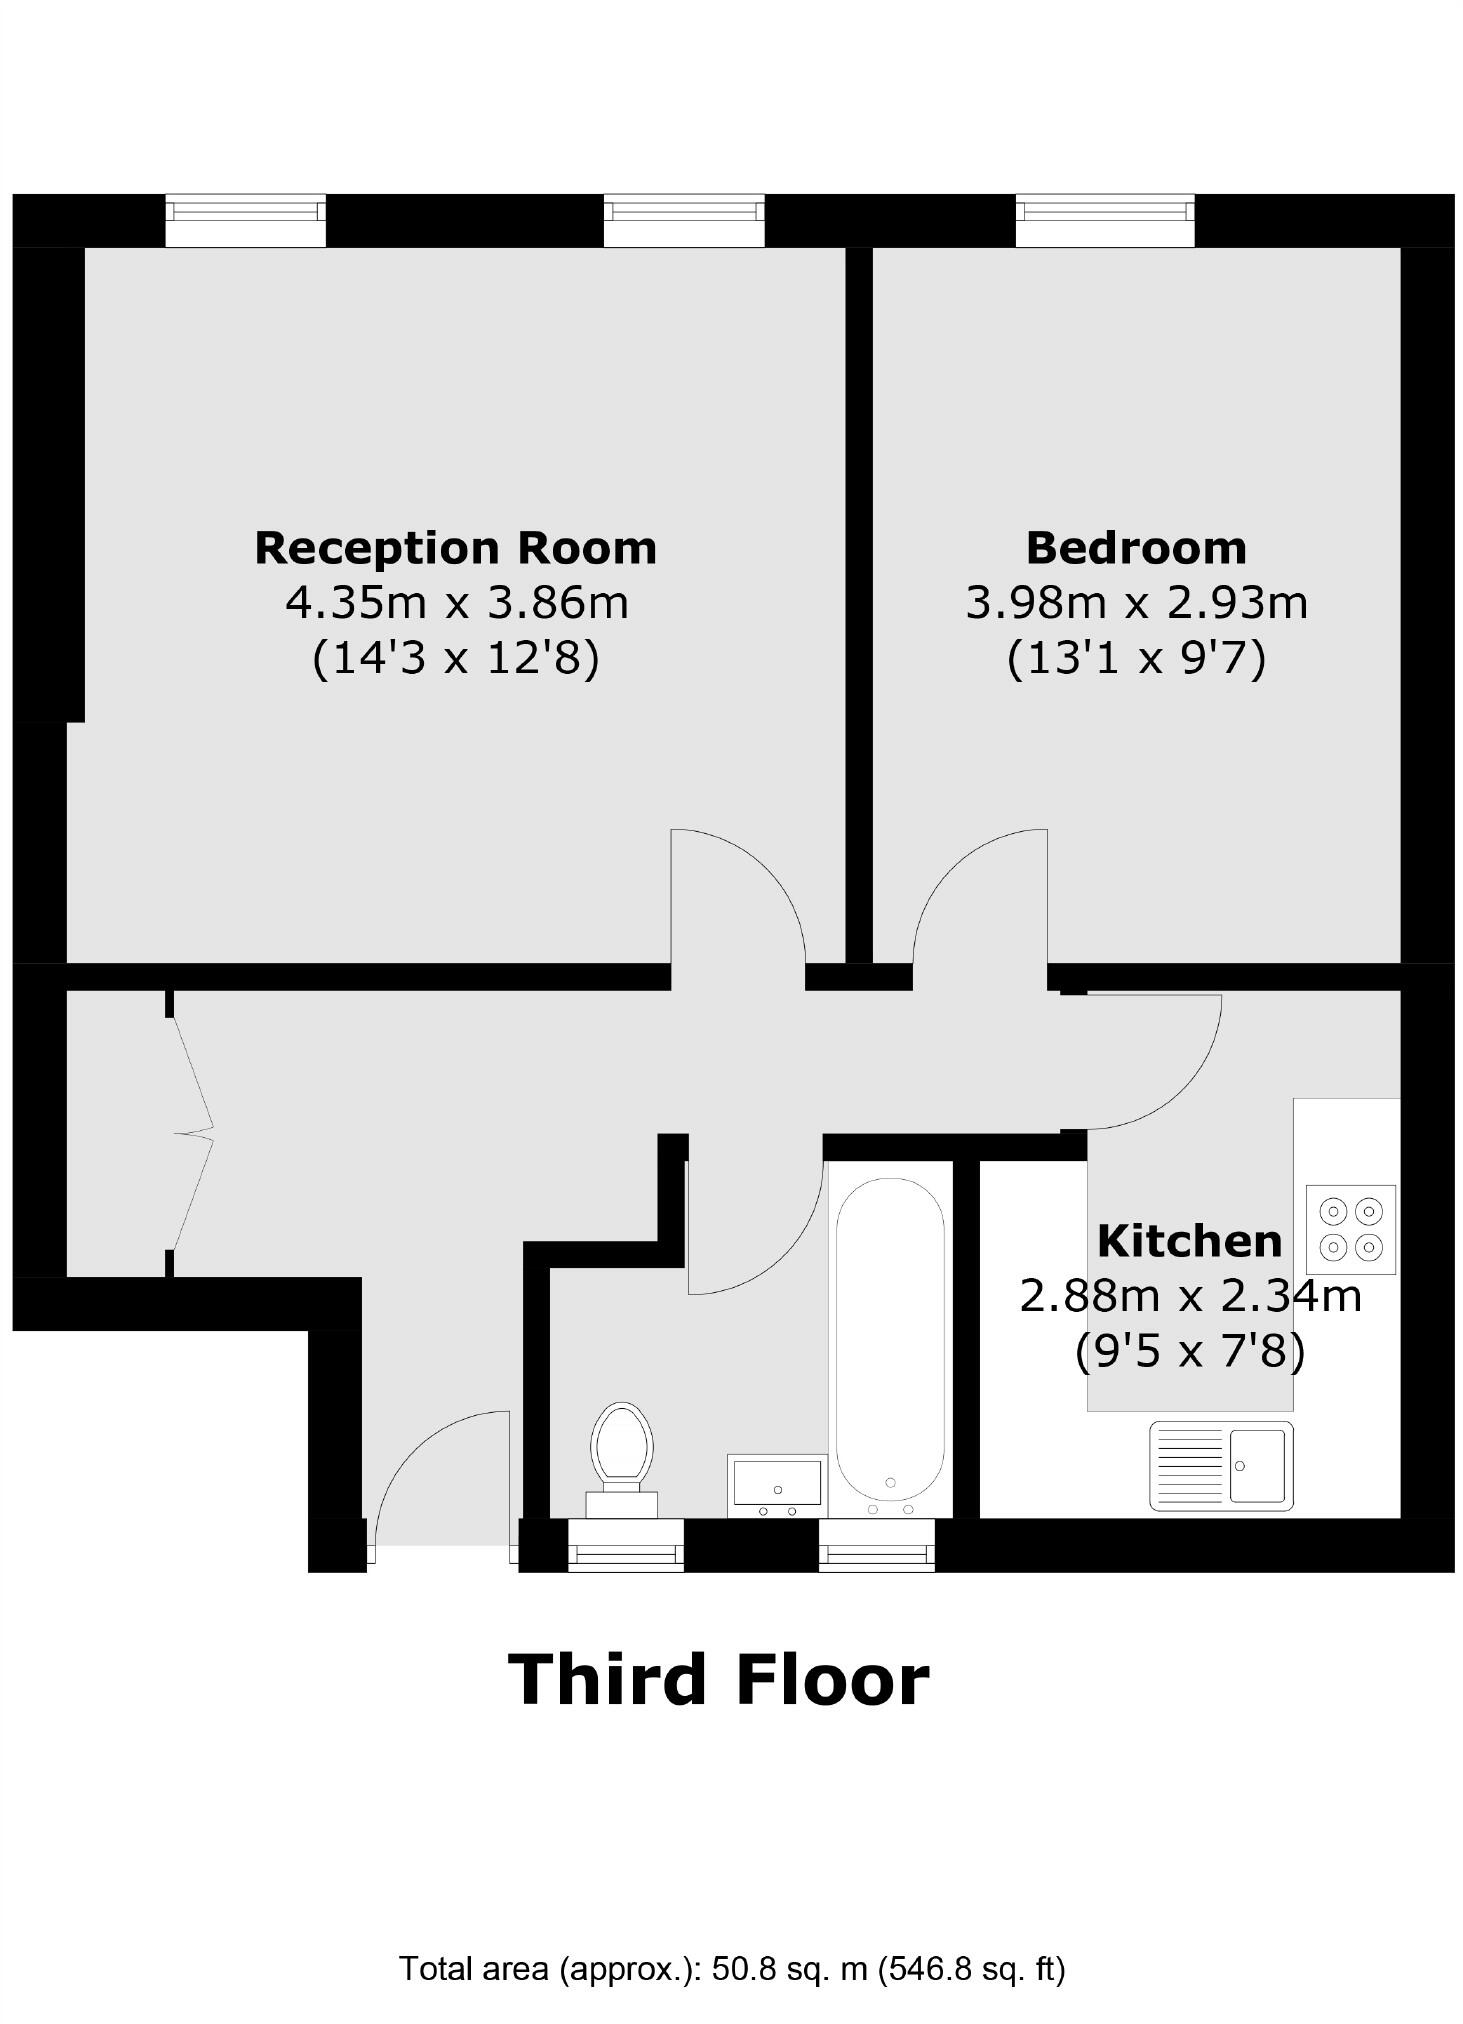 Reception Room
4.35m x 3.86m
(14'3 x 12'8)
Bedroom
3.98m x 2.93m
(13'1 x 9'7)
Kitchen
2.88m x 2.34m
(9'5 x 7'8)
Third Floor
Total area (approx.): 50.8 sq. m (546.8 sq. ft)